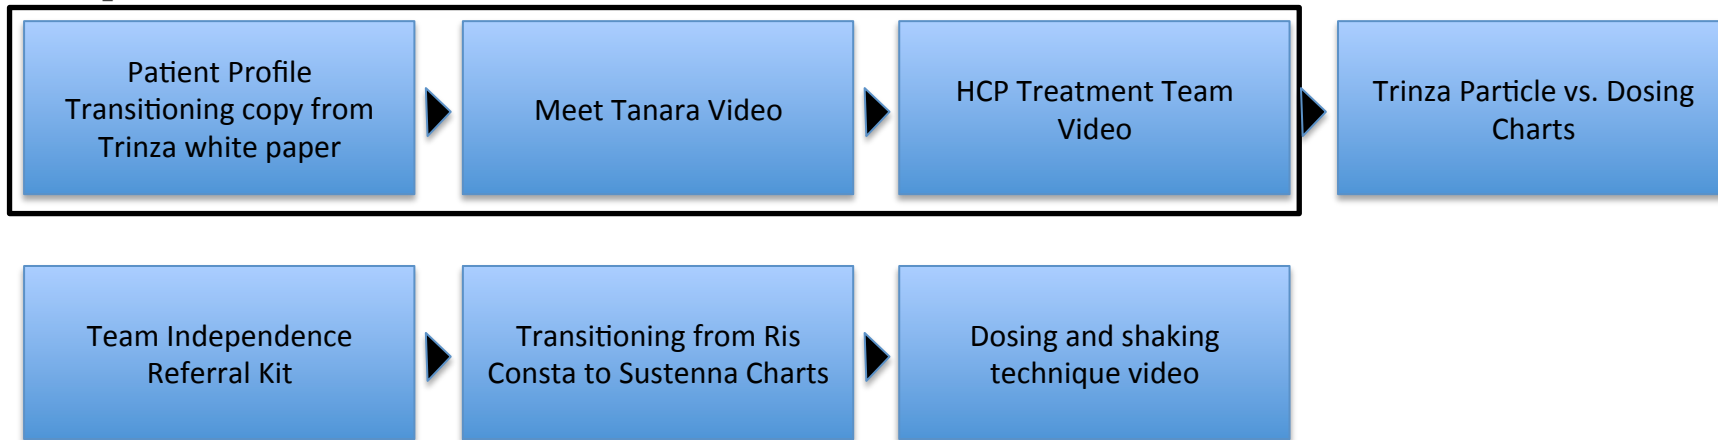 Patient Profile
Transitioning copy from
Trinza white paper
Meet Tanara Video
HCP Treatment Team
Video
Trinza Particle vs. Dosing
Charts
Team Independence
Referral Kit
Transitioning from Ris
Consta to Sustenna Charts
Dosing and shaking
technique video